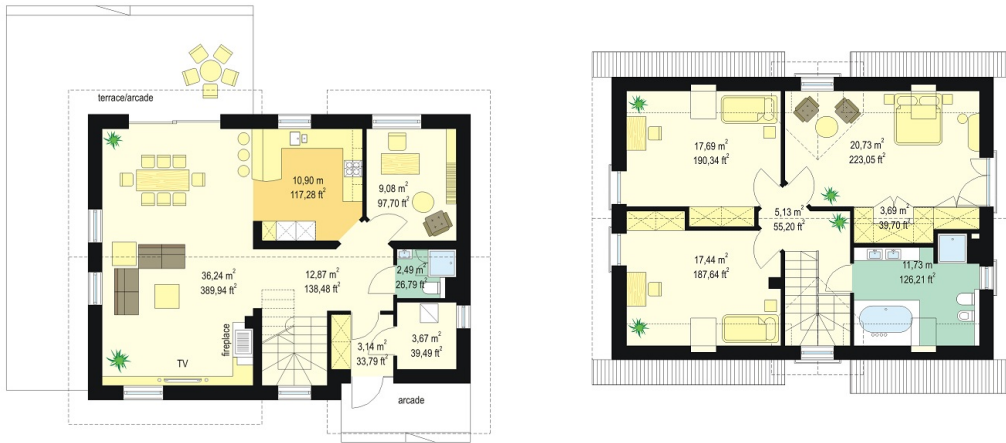 terrace/arcade
10,90 m
117,28 ft²
9,08 m²
97,70 ft²
36,24 m²
389,94 ft²
12,87 m²
138,48 ft²
2,49 m²
26,79 ft²
fireplace
TV
3,14 m²
33,79 ft²
3,67 m²
39,49 ft²
arcade
17,69 m²
190,34 ft²
20,73 m²
223,05 ft²
5,13 m²
55,20 ft²
3,69 m²
39,70 ft²
17,44 m²
187,64 ft²
11,73 m
126,21 ft²